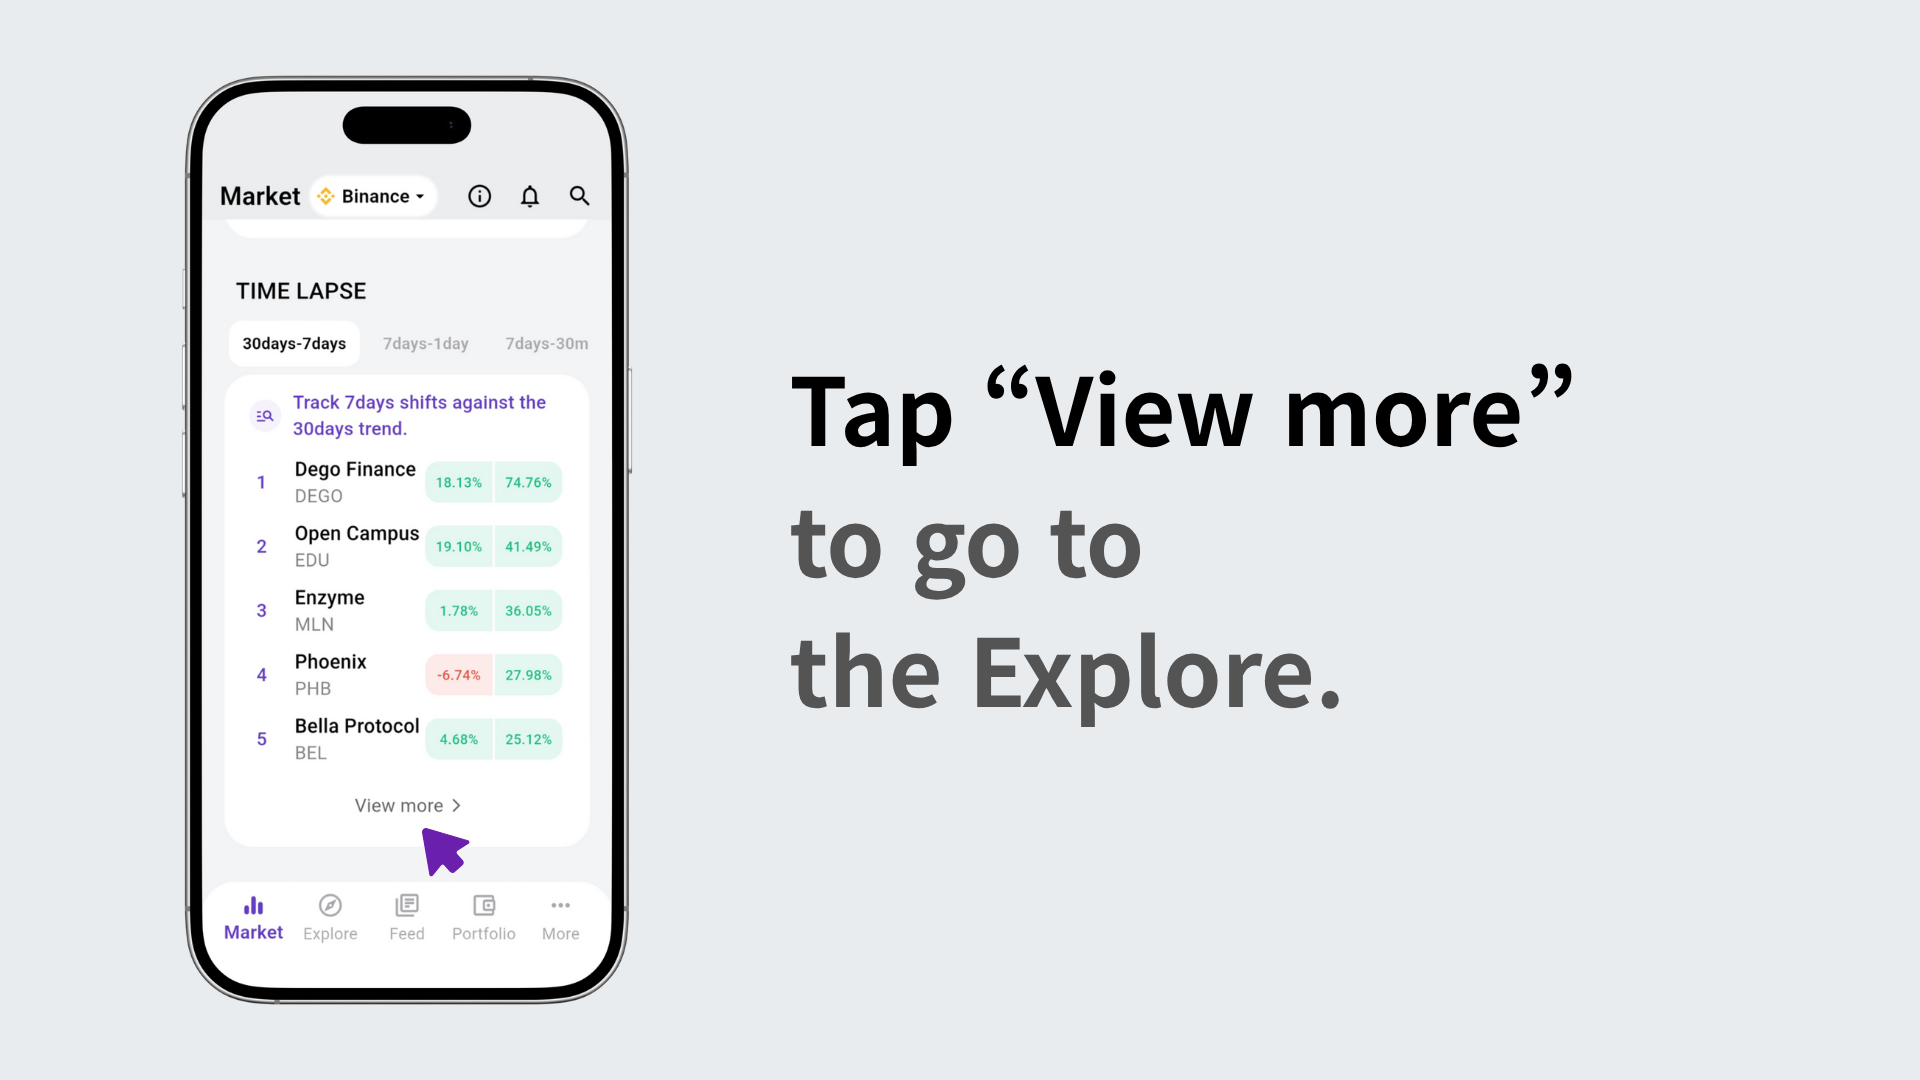 Market Binance
TIME LAPSE
30days-7days 7days-1day 7days-30m
Track 7days shifts against the
30days trend.
1 Dego Finance 18.13% 74.76%
DEGO
2 Open Campus 19.10% 41.49%
EDU
3 Enzyme 1.78% 36.05%
MLN
4 Phoenix -6.74% 27.98%
PHB
5 Bella Protocol 4.68% 25.12%
BEL
View more
Market Explore Feed Portfolio More
Tap “View more”
to go to
the Explore.